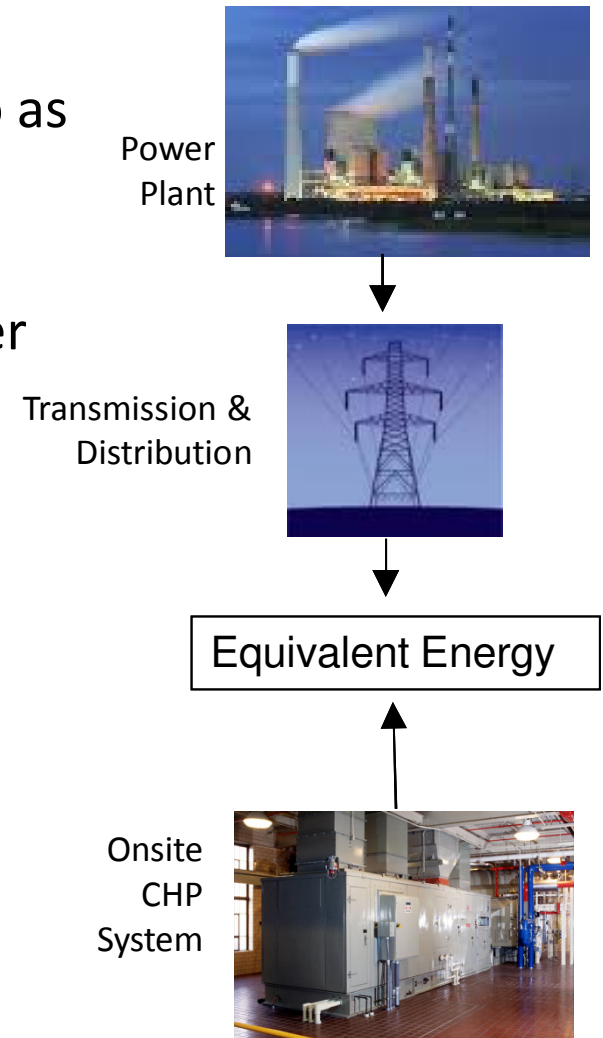 as
Power
Plant
er
Transmission &
Distribution
Equivalent Energy
Onsite
CHP
System